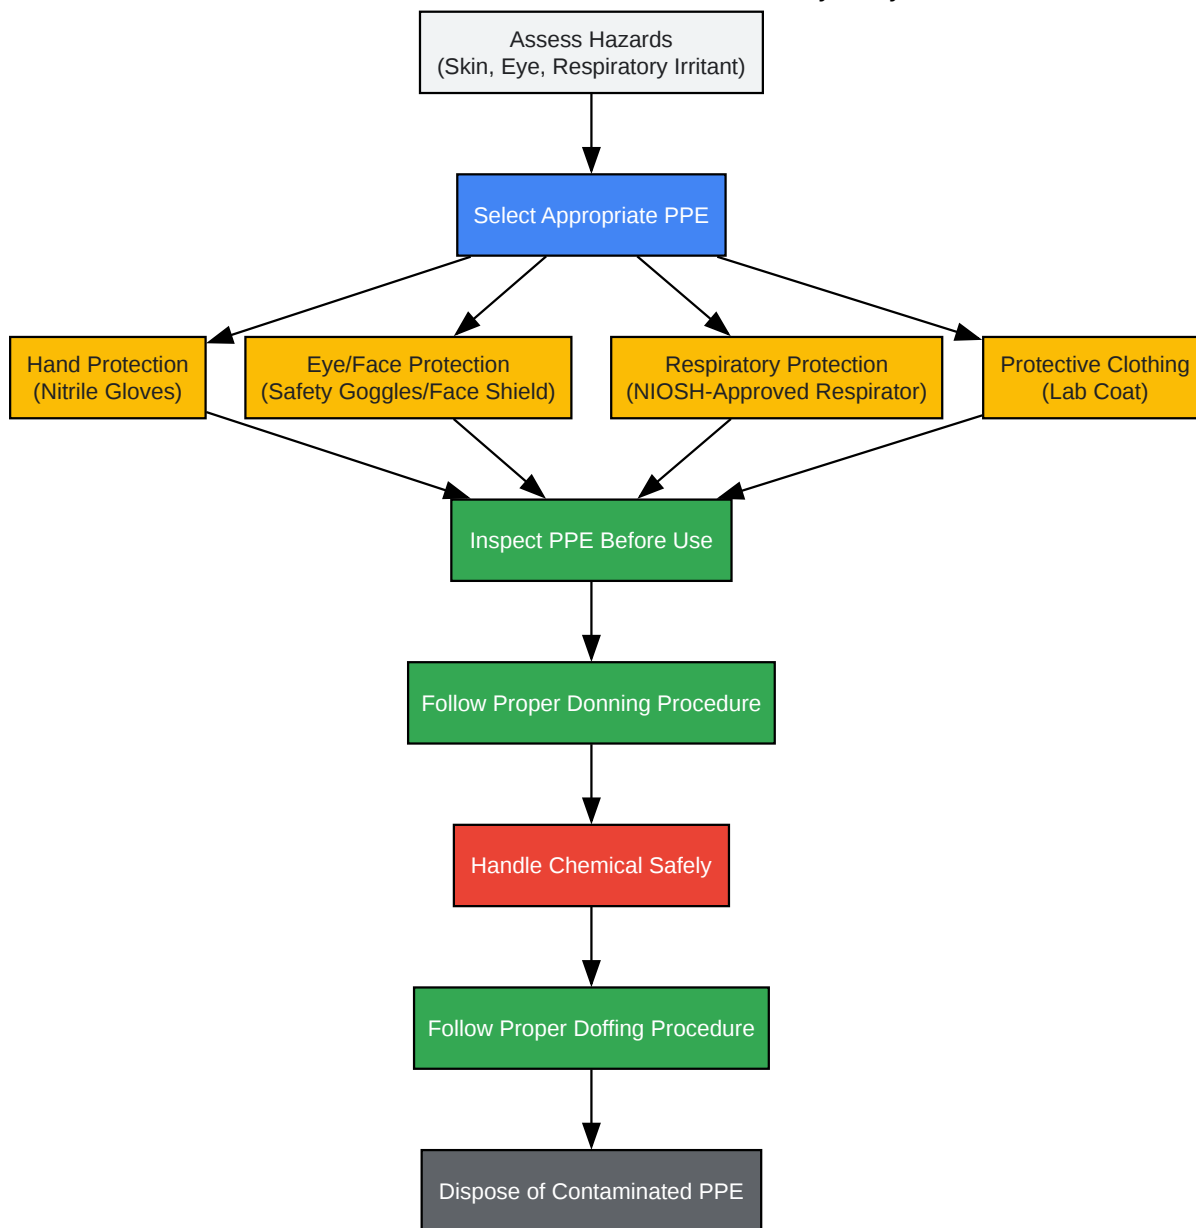 Assess Hazards
(Skin, Eye, Respiratory Irritant)
Select Appropriate PPE
Hand Protection
(Nitrile Gloves)
Eye/Face Protection
(Safety Goggles/Face Shield)
Respiratory Protection
(NIOSH-Approved Respirator)
Protective Clothing
(Lab Coat)
Inspect PPE Before Use
Follow Proper Donning Procedure
Handle Chemical Safely
Follow Proper Doffing Procedure
Dispose of Contaminated PPE